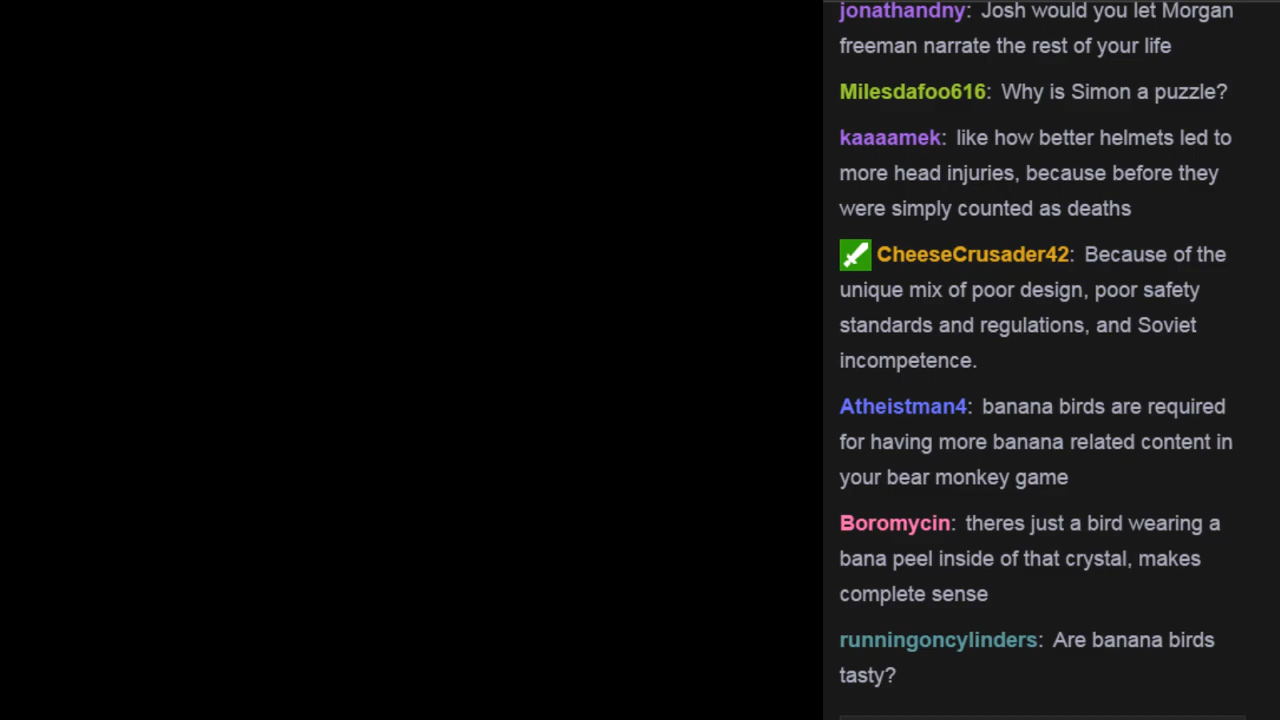 jonathandny: Josh would you let Morgan
freeman narrate the rest of your life
Milesdafoo616: Why is Simon a puzzle?
kaaaamek: like how better helmets led to
more head injuries, because before they
were simply counted as deaths
CheeseCrusader42: Because of the
unique mix of poor design, poor safety
standards and regulations, and Soviet
incompetence.
Atheistman4: banana birds are required
for having more banana related content in
your bear monkey game
Boromycin: theres just a bird wearing a
bana peel inside of that crystal, makes
complete sense
runningoncylinders: Are banana birds
tasty?